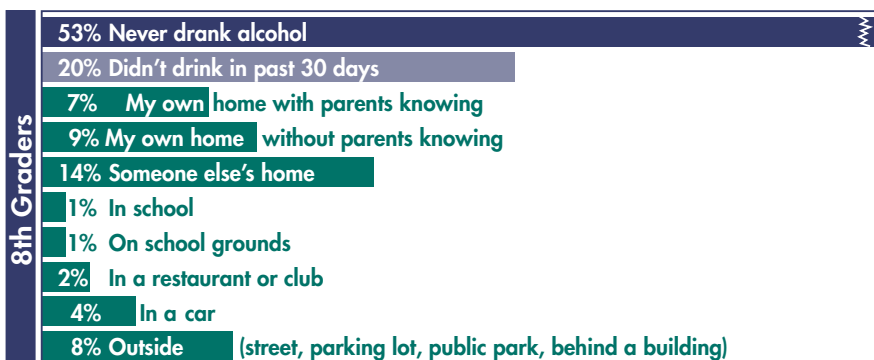 8th Graders
53% Never drank alcohol
20% Didn't drink in past 30 days
7% My own home with parents knowing
9% My own home without parents knowing
14% Someone else's home
1% In school
1% On school grounds
2% In a restaurant or club
4% In a car
8% Outside (street, parking lot, public park, behind a building)